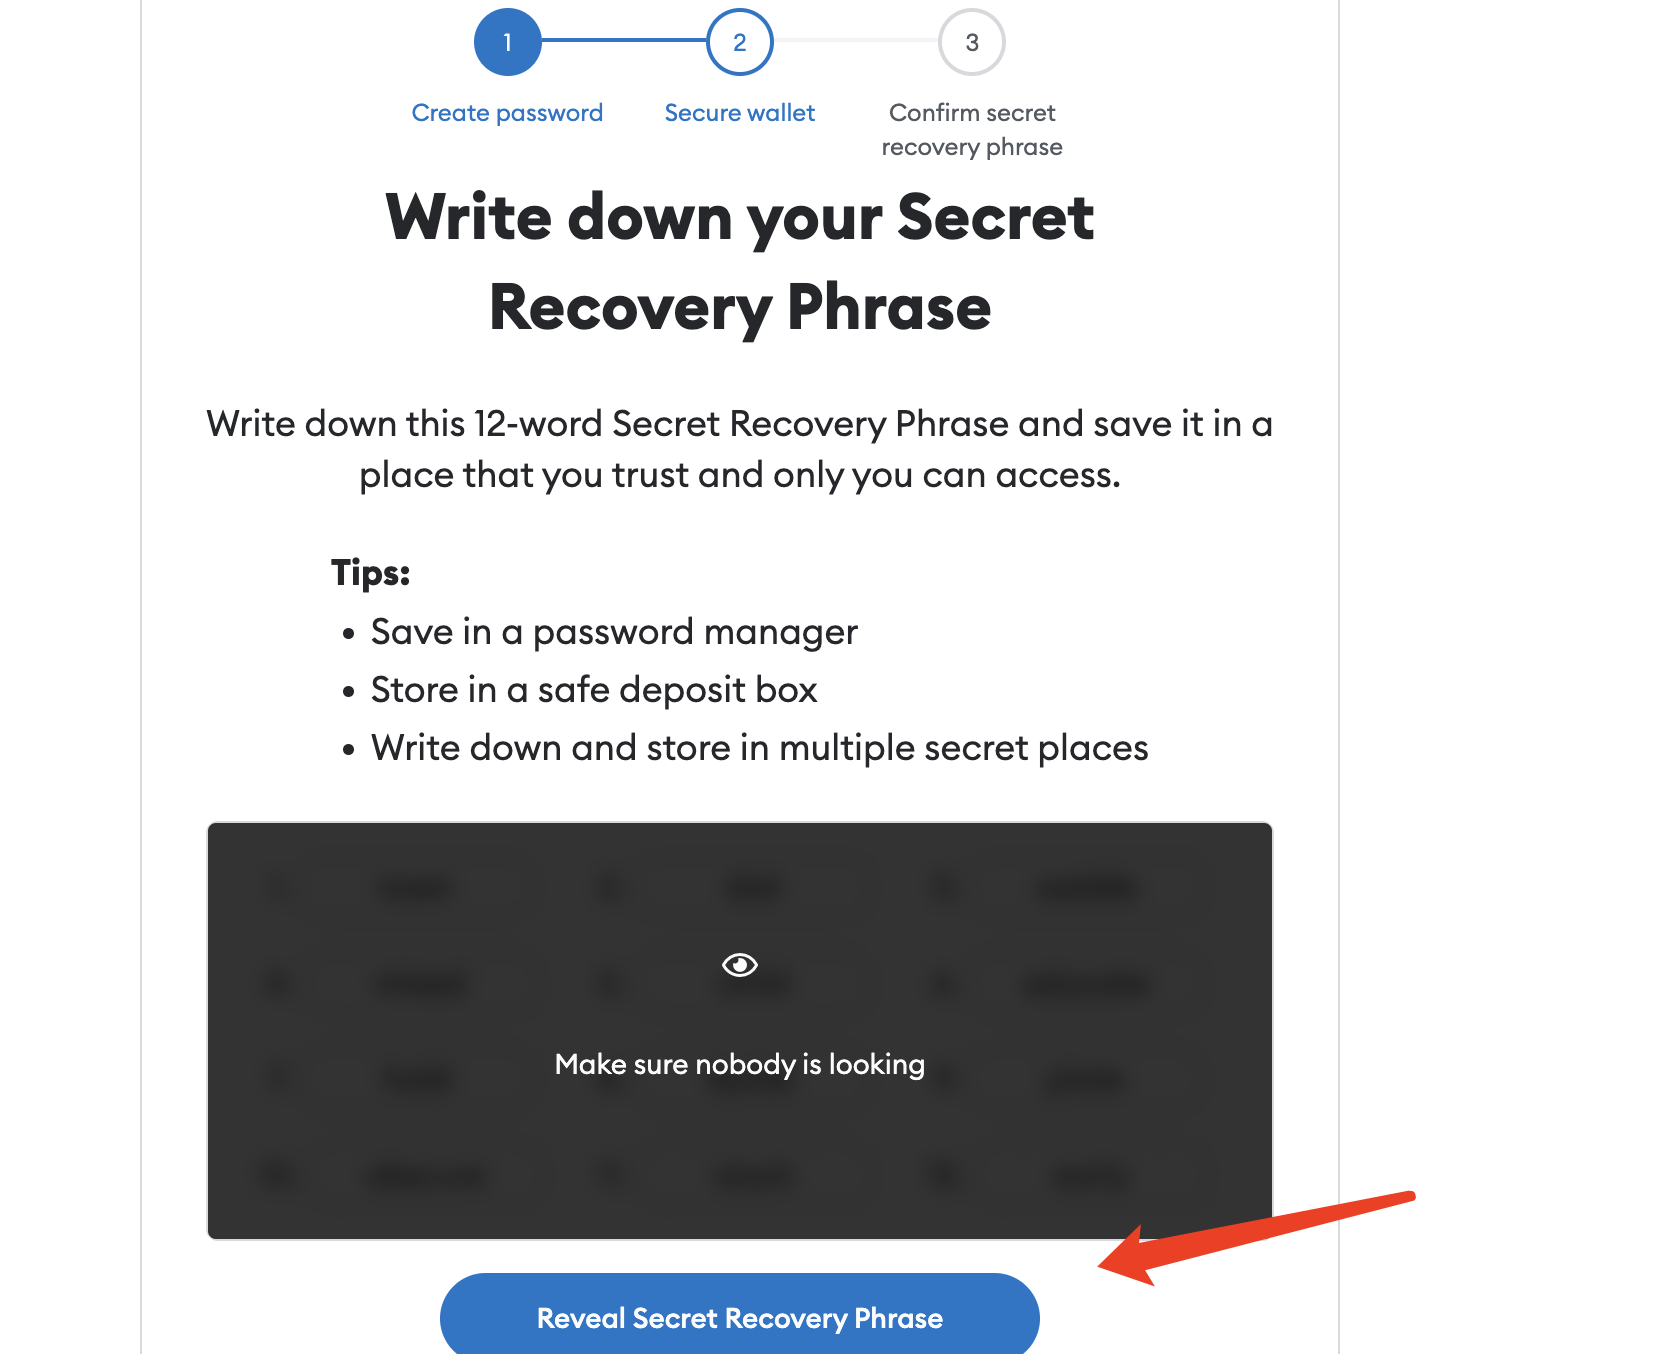 1
2
3
Create password
Secure wallet
Confirm secret
recovery phrase
Write down your Secret
Recovery Phrase
Write down this 12-word Secret Recovery Phrase and save it in a
place that you trust and only you can access.
Tips:
• Save in a password manager
• Store in a safe deposit box
• Write down and store in multiple secret places
Make sure nobody is looking
Reveal Secret Recovery Phrase